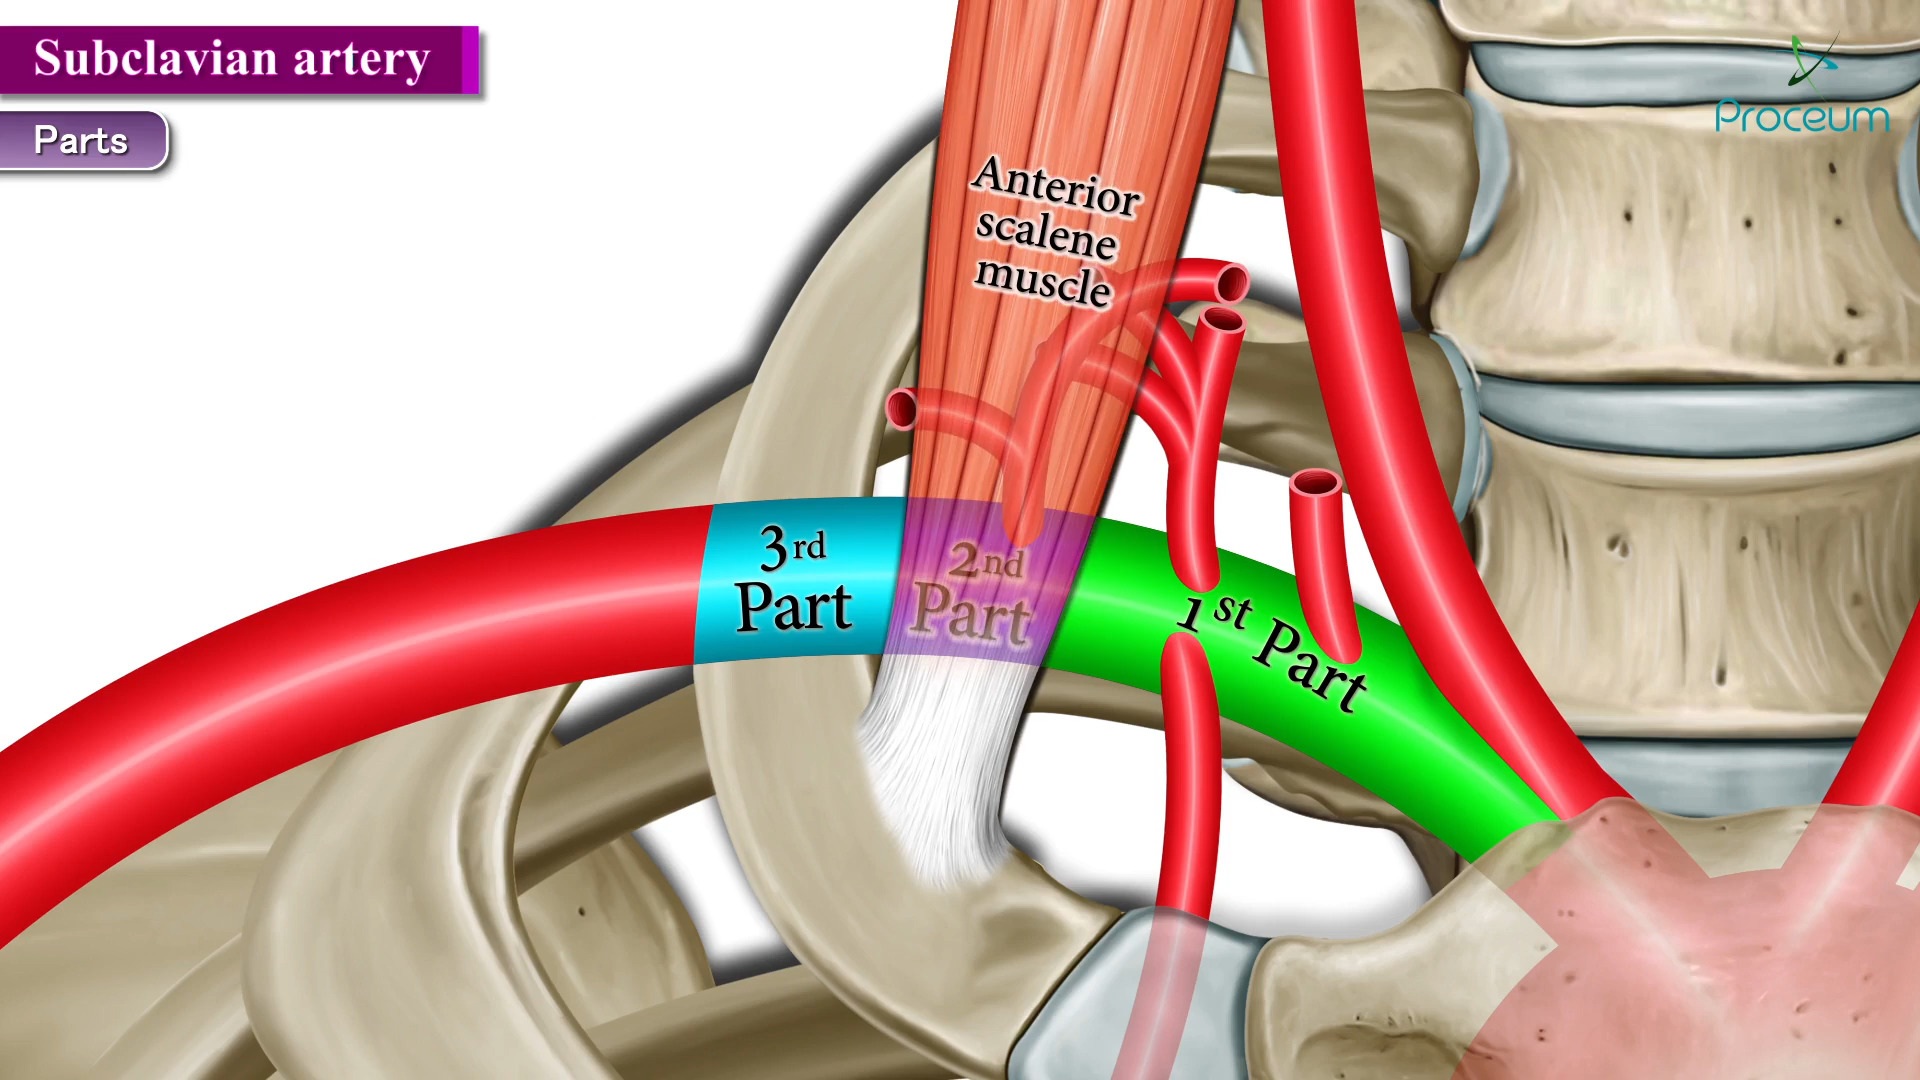 Subclavian artery
Parts
Proceum
Anterior
scalene
muscle
3rd
Part
2nd
Part
1st Part